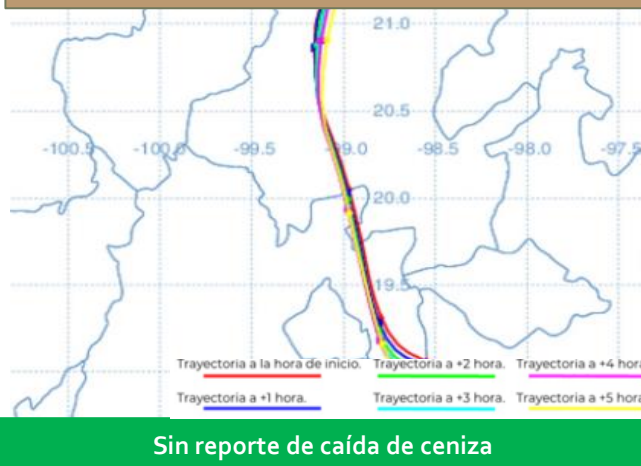 21.0
20.5
-100.5 -100.0 -99.5 -99.0 -98.5 -98.0 -97.5
20.0
19.5
Trayectoria a la hora de inicio. Trayectoria a +2 hora. Trayectoria a +4 hora
Trayectoria a +1 hora. Trayectoria a +3 hora. Trayectoria a +5 hora
Sin reporte de caída de ceniza